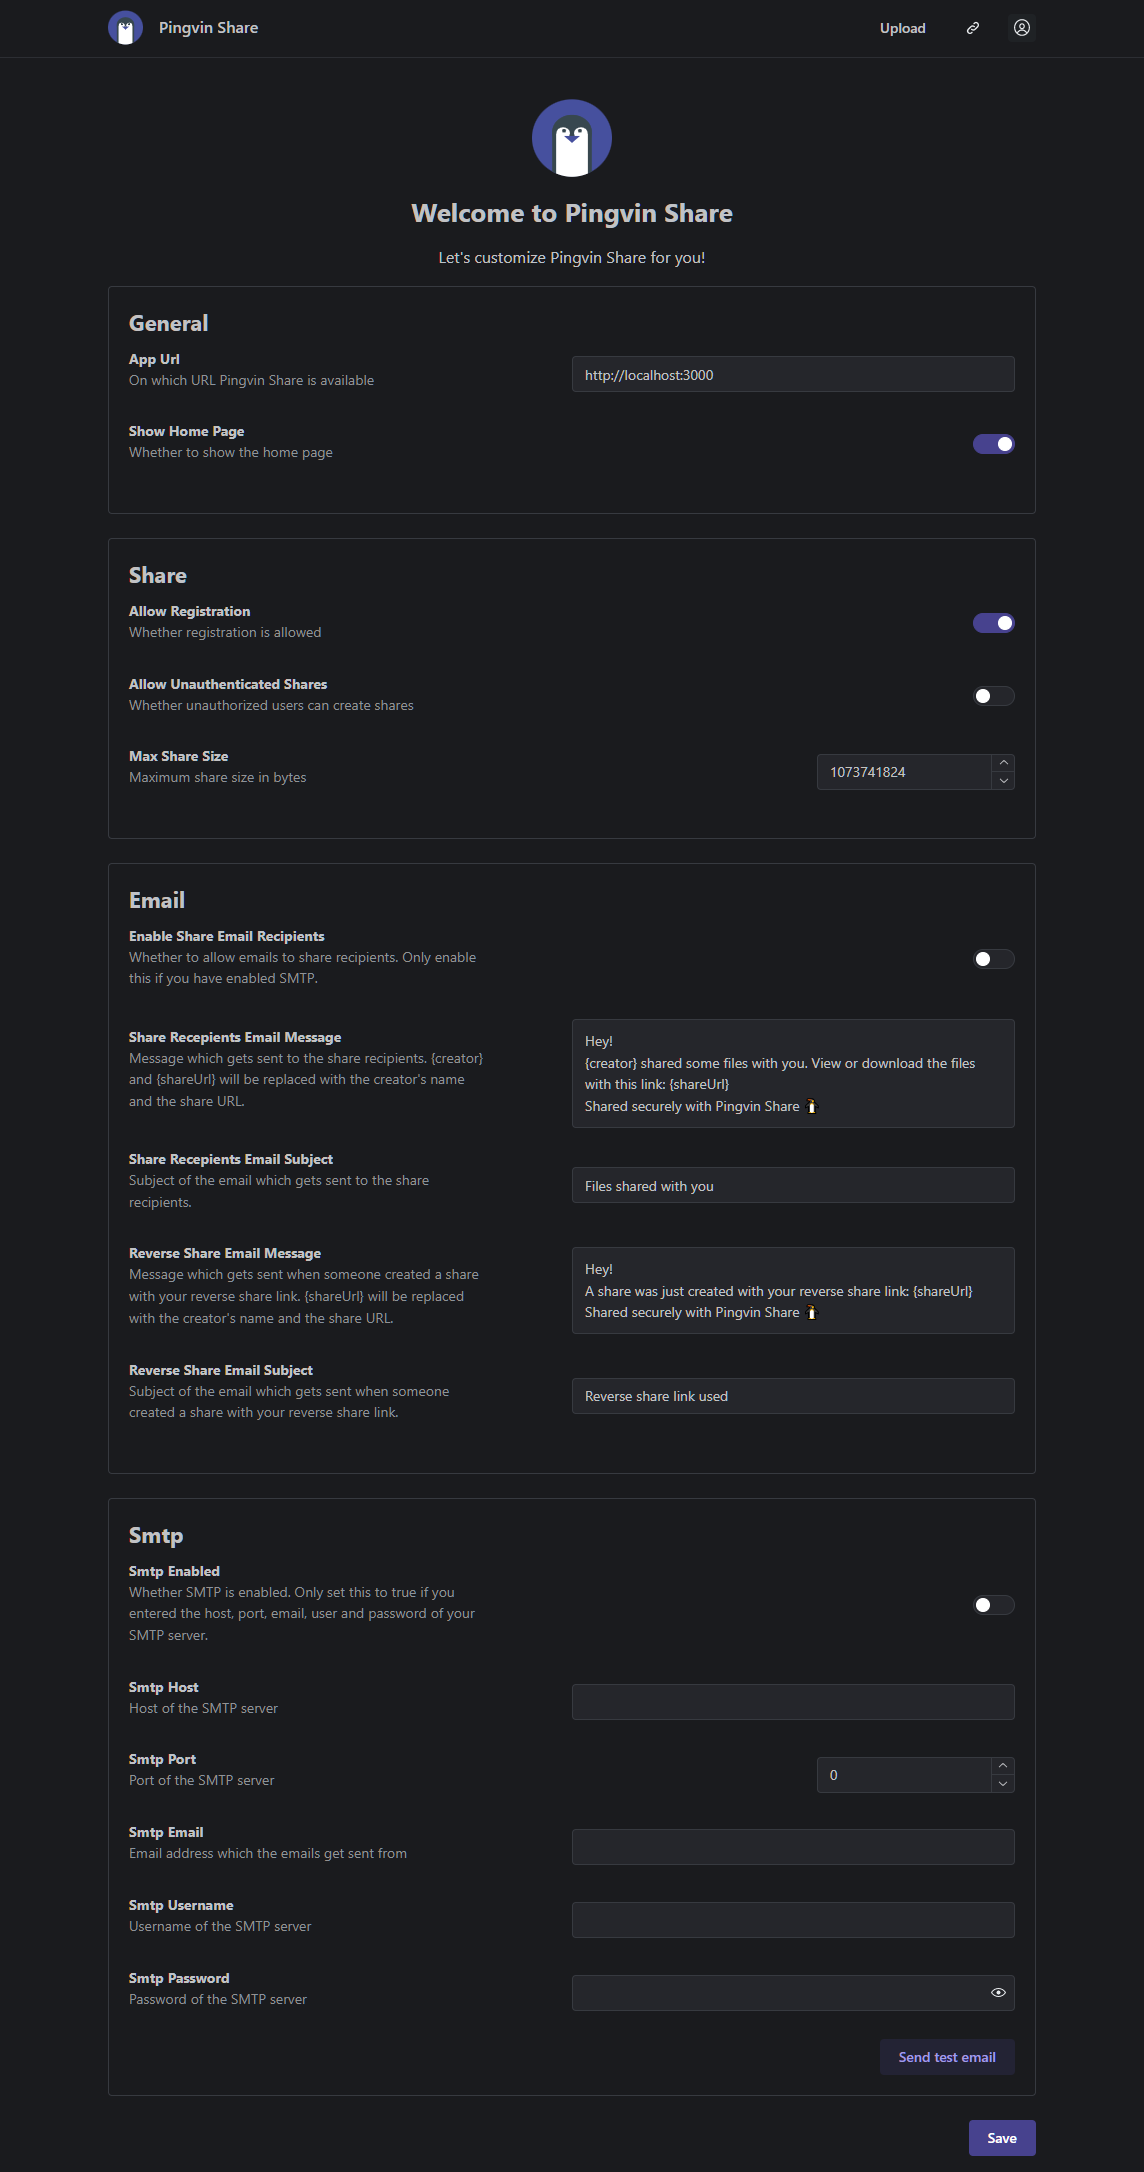 Pingvin Share
Upload
Welcome to Pingvin Share
Let's customize Pingvin Share for you!
General
App Url
On which URL Pingvin Share is available
http://localhost:3000
Show Home Page
Whether to show the home page
Share
Allow Registration
Whether registration is allowed
Allow Unauthenticated Shares
Whether unauthorized users can create shares
Max Share Size
Maximum share size in bytes
1073741824
Email
Enable Share Email Recipients
Whether to allow emails to share recipients. Only enable
this if you have enabled SMTP.
Share Recepients Email Message
Message which gets sent to the share recipients. {creator}
and {shareUrl} will be replaced with the creator's name
and the share URL.
Hey!
{creator} shared some files with you. View or download the files
with this link: {shareUrl}
Shared securely with Pingvin Share 🐧
Share Recepients Email Subject
Subject of the email which gets sent to the share
recipients.
Files shared with you
Reverse Share Email Message
Message which gets sent when someone created a share
with your reverse share link. {shareUrl} will be replaced
with the creator's name and the share URL.
Hey!
A share was just created with your reverse share link: {shareUrl}
Shared securely with Pingvin Share 🐧
Reverse Share Email Subject
Subject of the email which gets sent when someone
created a share with your reverse share link.
Reverse share link used
Smtp
Smtp Enabled
Whether SMTP is enabled. Only set this to true if you
entered the host, port, email, user and password of your
SMTP server.
Smtp Host
Host of the SMTP server
Smtp Port
Port of the SMTP server
0
Smtp Email
Email address which the emails get sent from
Smtp Username
Username of the SMTP server
Smtp Password
Password of the SMTP server
Send test email
Save